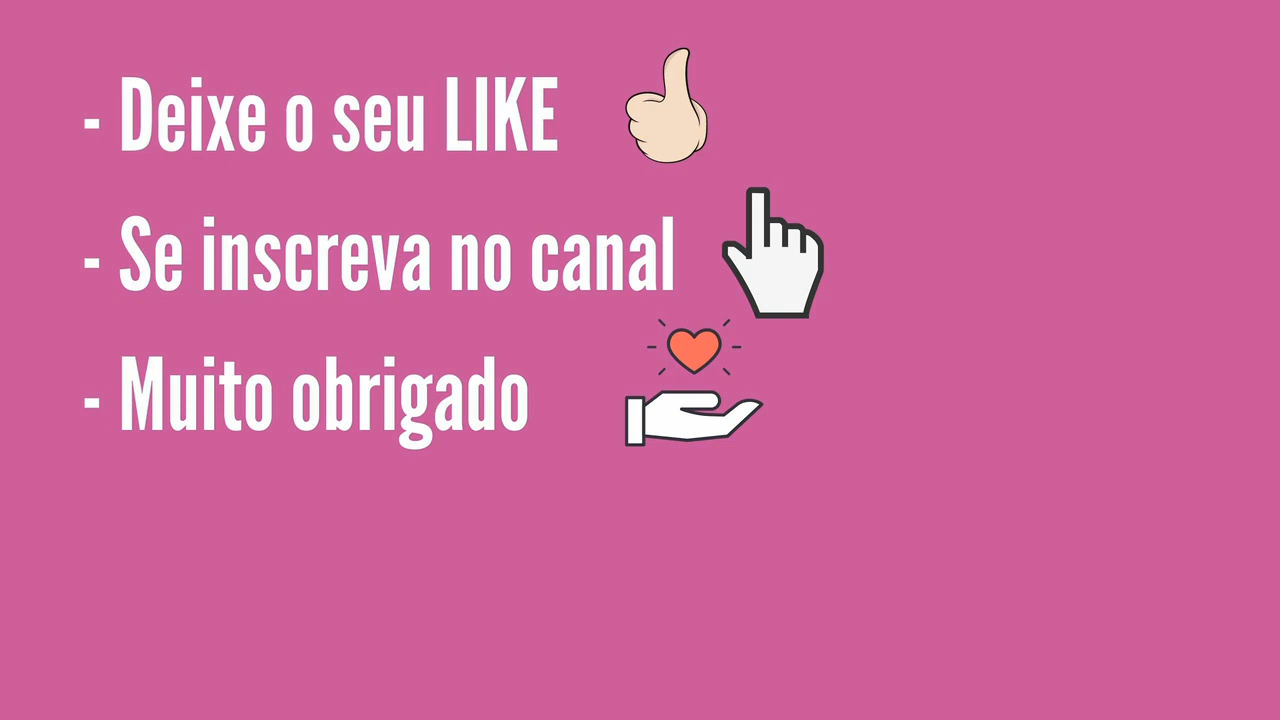 - Deixe o seu LIKE
- Se inscreva no canal
- Muito obrigado